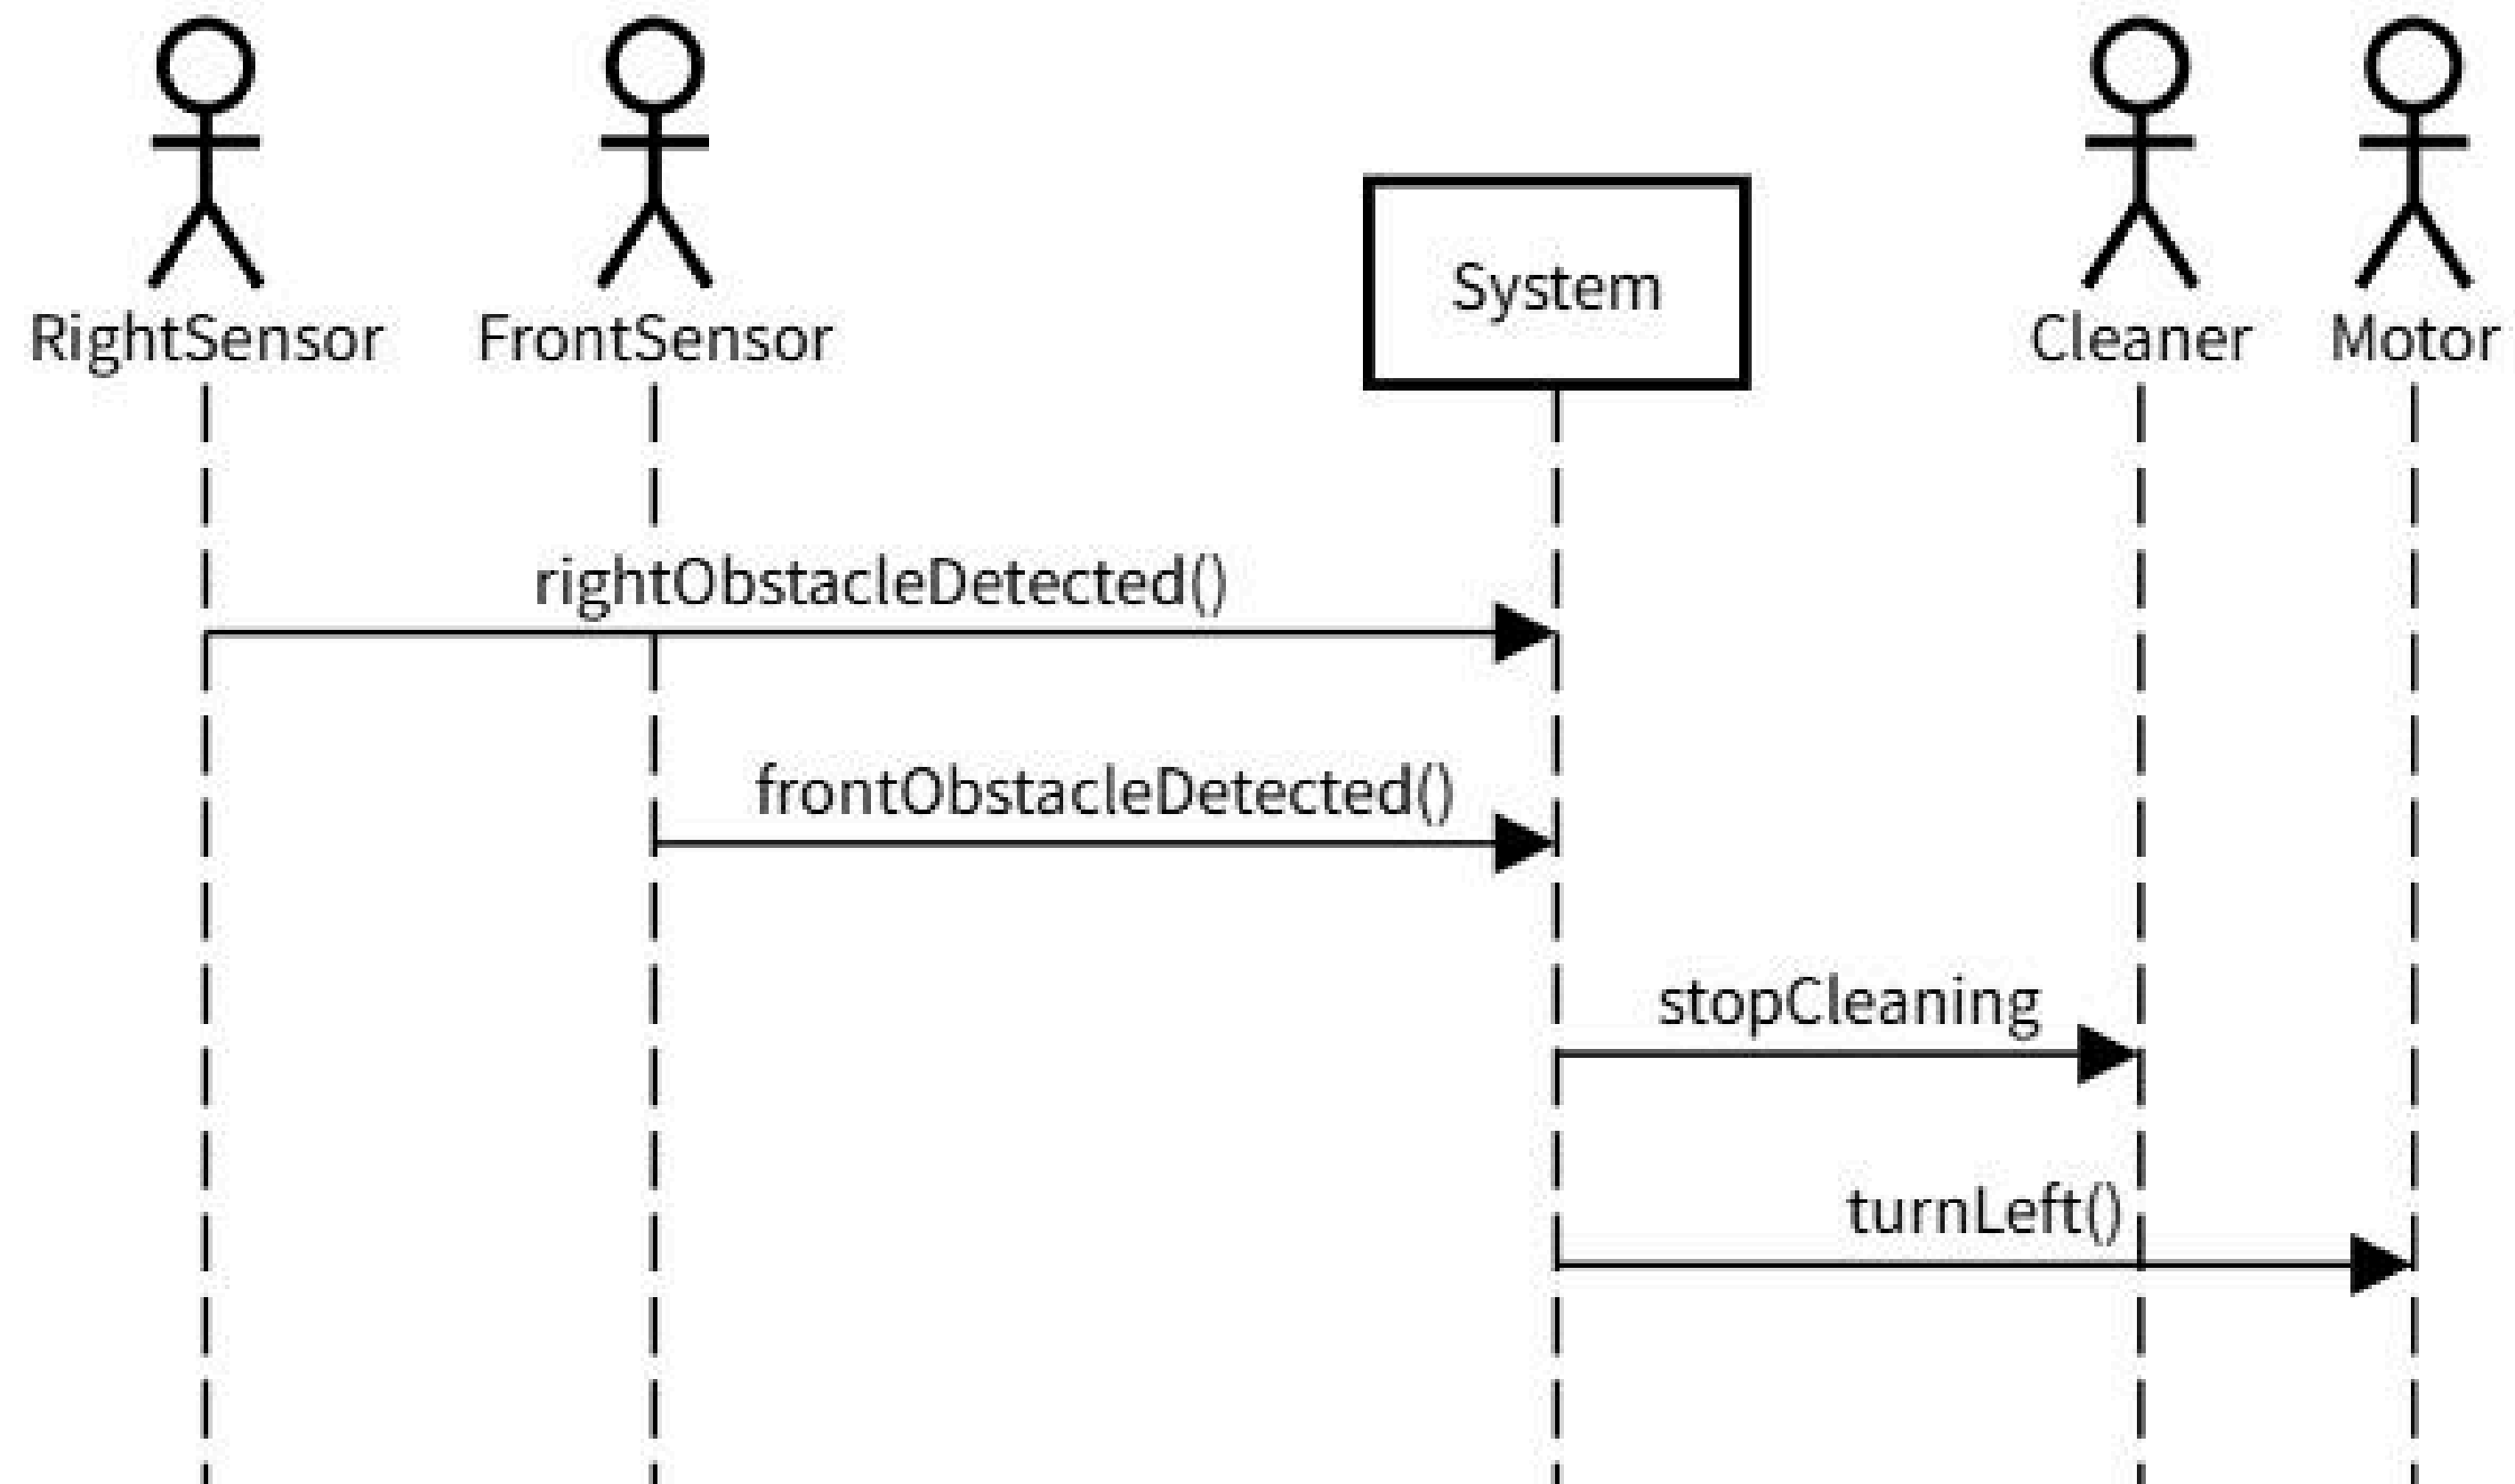 System
RightSensor
FrontSensor
Cleaner
Motor
rightObstacleDetected()
frontObstacleDetected()
stopCleaning
turnLeft()